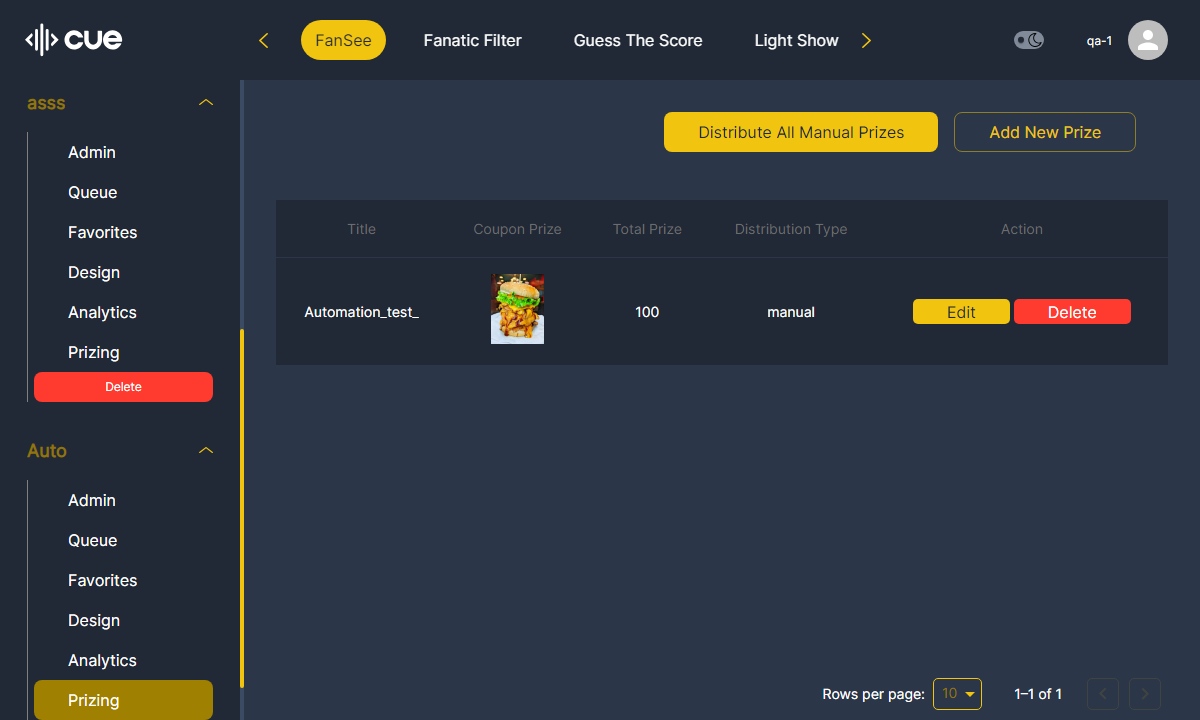 cue
FanSee
Fanatic Filter
Guess The Score
Light Show
qa-1
asss
Admin
Queue
Favorites
Design
Analytics
Prizing
Delete
Auto
Admin
Queue
Favorites
Design
Analytics
Prizing
Distribute All Manual Prizes
Add New Prize
Title Coupon Prize Total Prize Distribution Type Action
Automation_test_ 100 manual Edit Delete
Rows per page: 10 1–1 of 1